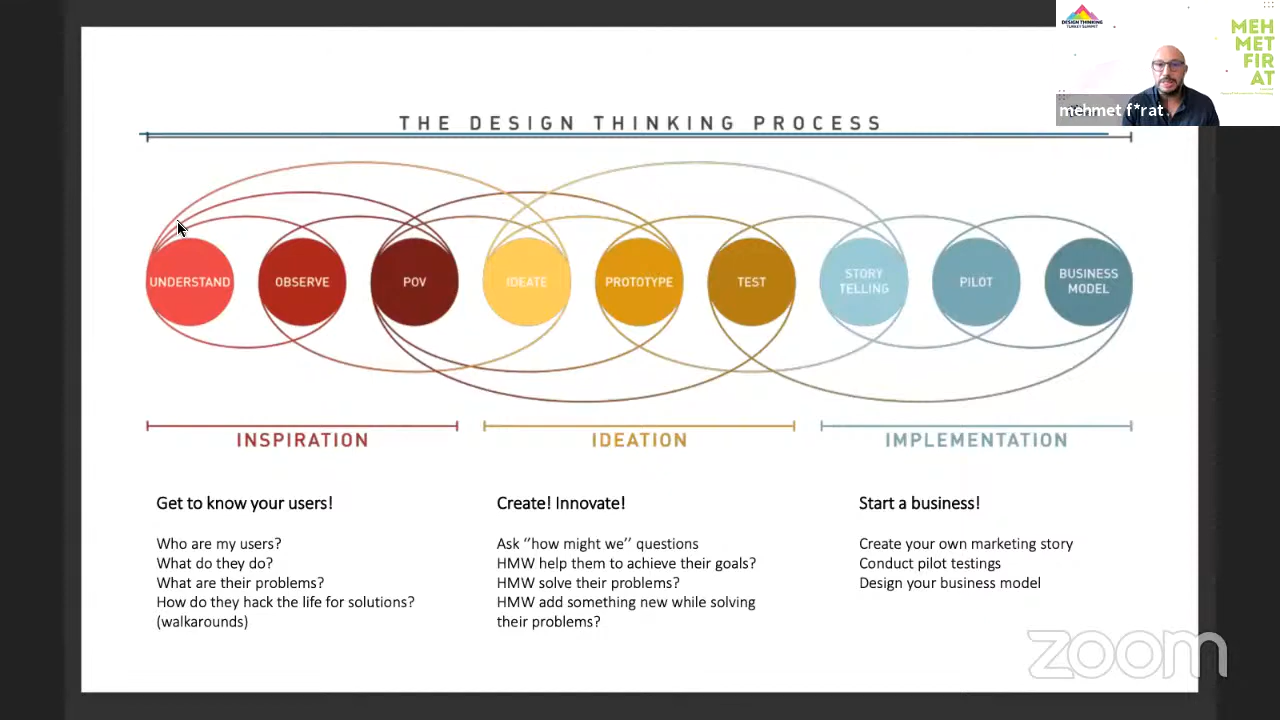 DESIGN THINKING
TURKEY SUMMIT
MEH
MET
FIR
AT
mehmet f*rat
THE DESIGN THINKING PROCESS
UNDERSTAND
OBSERVE
POV
IDEATE
PROTOTYPE
TEST
STORY
TELLING
PILOT
BUSINESS
MODEL
INSPIRATION
IDEATION
IMPLEMENTATION
Get to know your users!
Who are my users?
What do they do?
What are their problems?
How do they hack the life for solutions?
(walkarounds)
Create! Innovate!
Ask ‘’how might we’’ questions
HMW help them to achieve their goals?
HMW solve their problems?
HMW add something new while solving
their problems?
Start a business!
Create your own marketing story
Conduct pilot testings
Design your business model
zoom